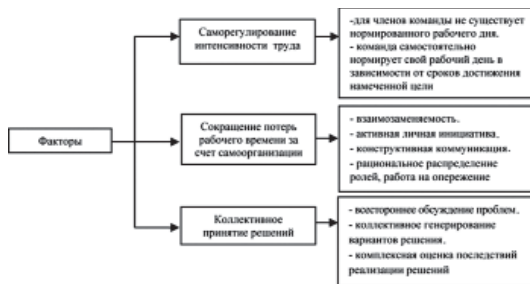 Факторы
Саморегулирование
интенсивности труда
-для членов команды не существует
нормированного рабочего дня.
- команда самостоятельно
нормирует свой рабочий день в
зависимости от сроков достижения
намеченной цели
Сокращение потерь
рабочего времени за
счет самоорганизации
- взаимозаменяемость.
- активная личная инициатива.
- конструктивная коммуникация.
- рациональное распределение
ролей, работа на опережение
Коллективное
принятие решений
- всестороннее обсуждение проблем.
- коллективное генерирование
вариантов решения.
- комплексная оценка последствий
реализации решений